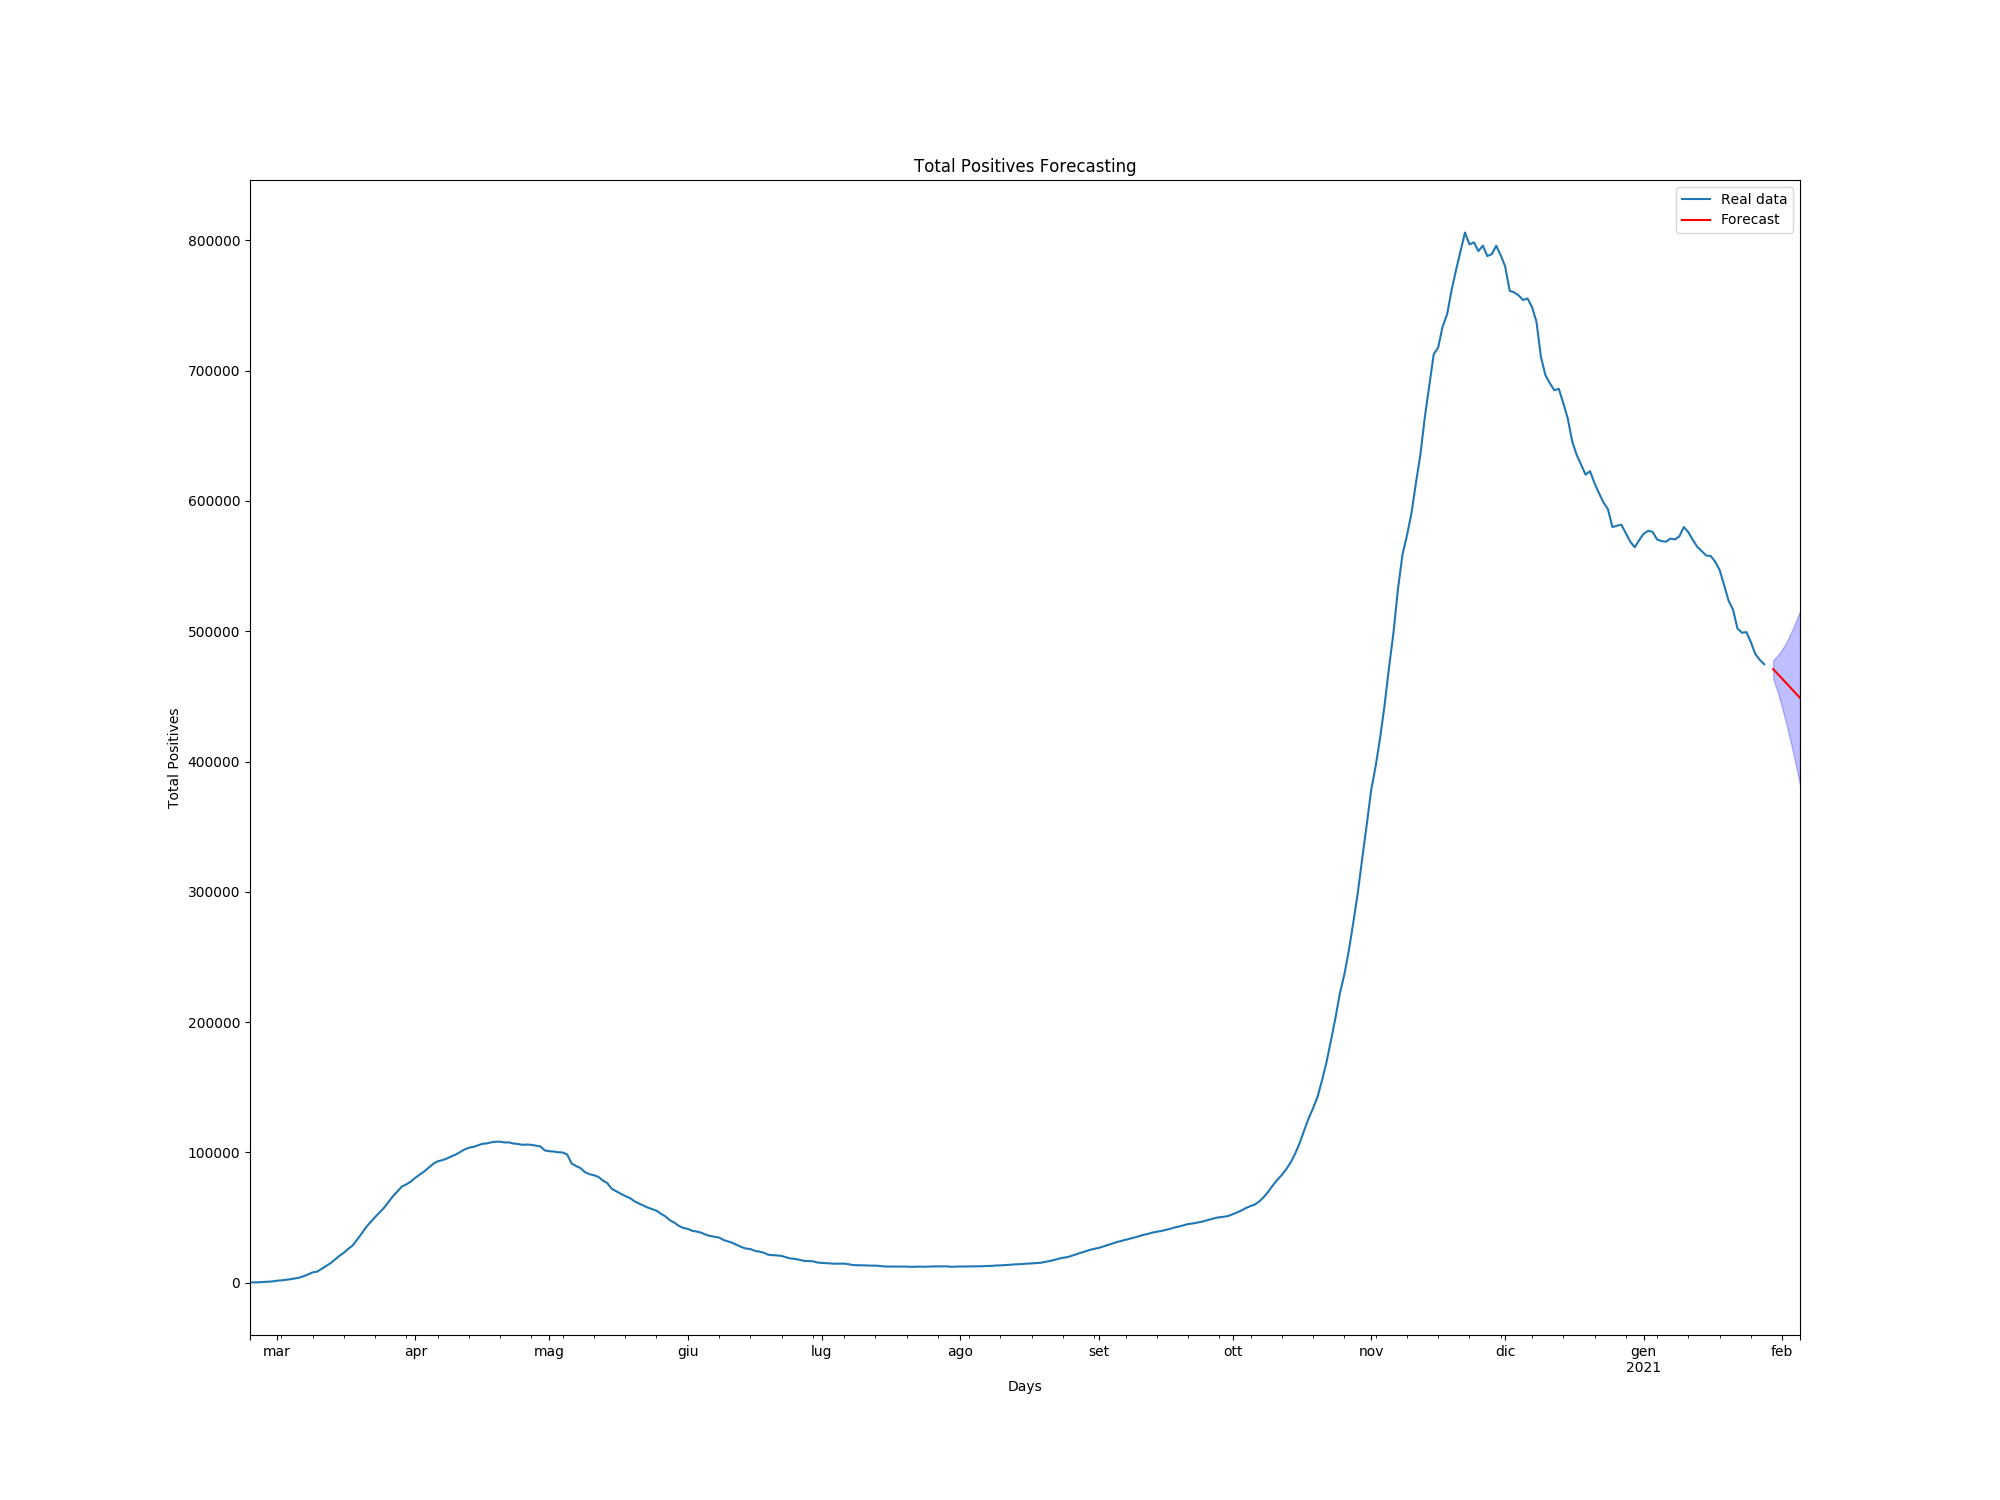 Total Positives Forecasting
Real data
Forecast
800000
700000
600000
500000
400000
300000
200000
100000
0
Total Positives
mar apr mag giu lug ago set ott nov dic gen feb
2021
Days